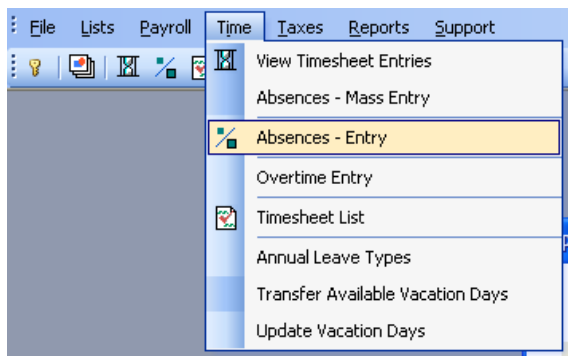 File Lists Payroll Time Taxes Reports Support
View Timesheet Entries
Absences - Mass Entry
Absences - Entry
Overtime Entry
Timesheet List
Annual Leave Types
Transfer Available Vacation Days
Update Vacation Days